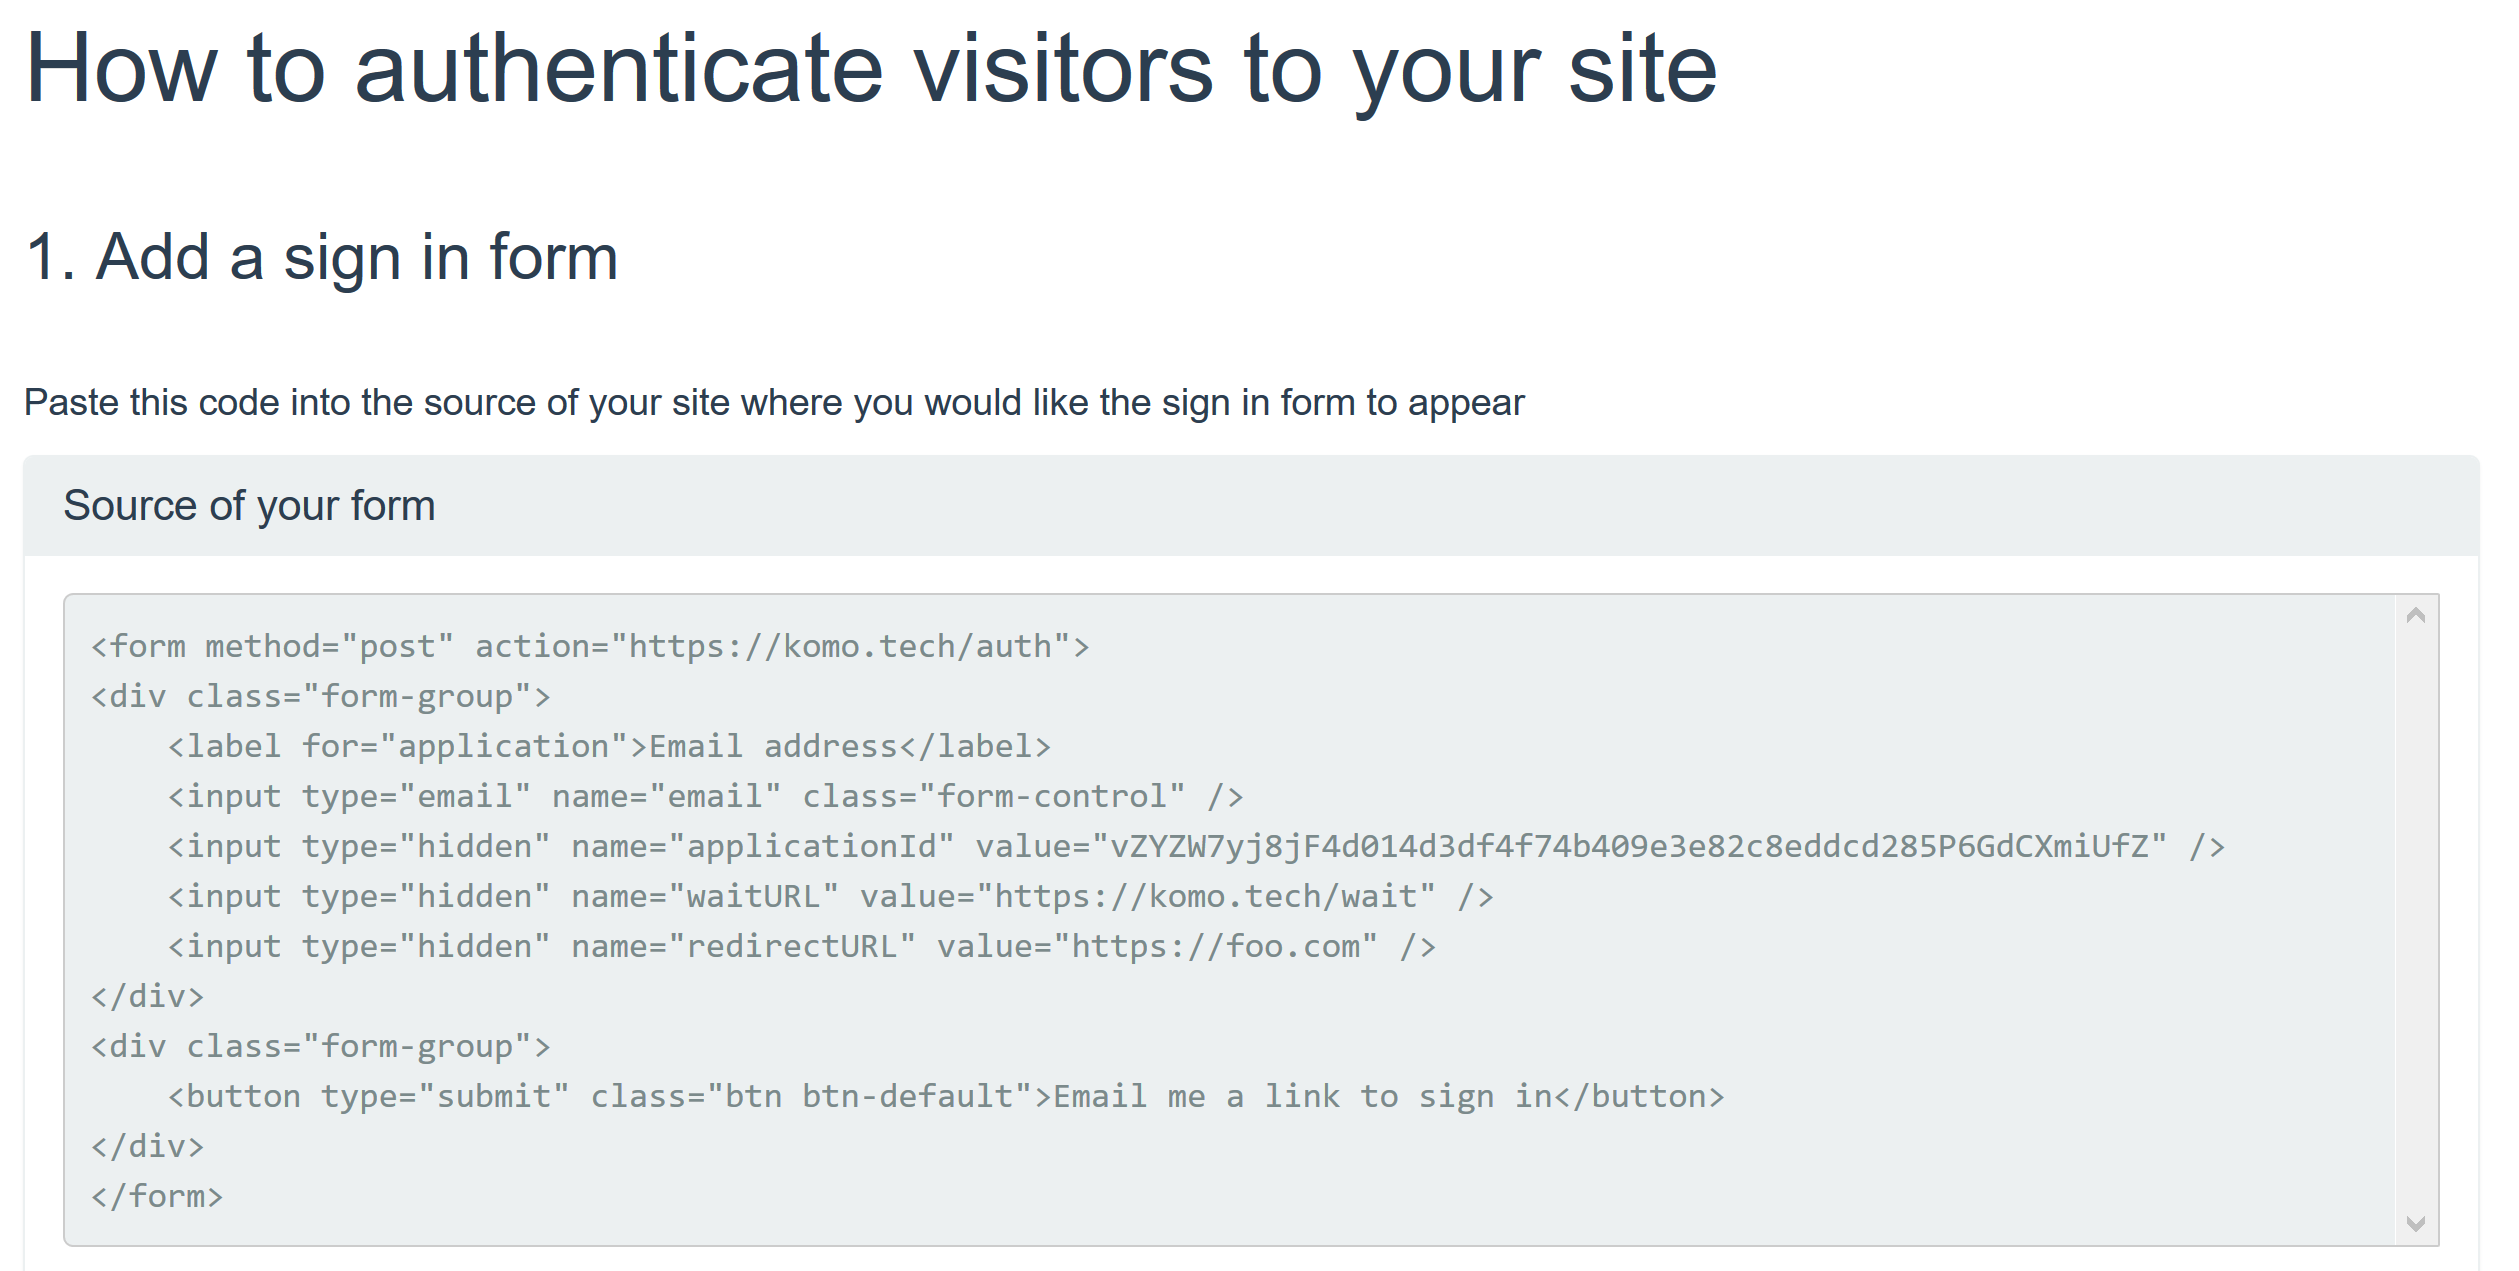 How to authenticate visitors to your site
1. Add a sign in form
Paste this code into the source of your site where you would like the sign in form to appear
Source of your form
<form method="post" action="https://komo.tech/auth">
<div class="form-group">
    <label for="application">Email address</label>
    <input type="email" name="email" class="form-control" />
    <input type="hidden" name="applicationId" value="vZYZW7yj8jF4d014d3df4f74b409e3e82c8eddcd285P6GdCXmiUfZ" />
    <input type="hidden" name="waitURL" value="https://komo.tech/wait" />
    <input type="hidden" name="redirectURL" value="https://foo.com" />
</div>
<div class="form-group">
    <button type="submit" class="btn btn-default">Email me a link to sign in</button>
</div>
</form>